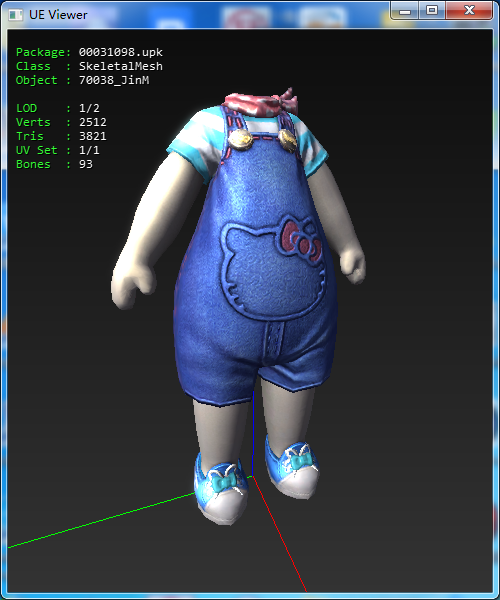 UE Viewer
Package: 00031098.upk
Class : SkeletalMesh
Object : 70038_JinM
LOD : 1/2
Verts : 2512
Tris : 3821
UV Set : 1/1
Bones : 93